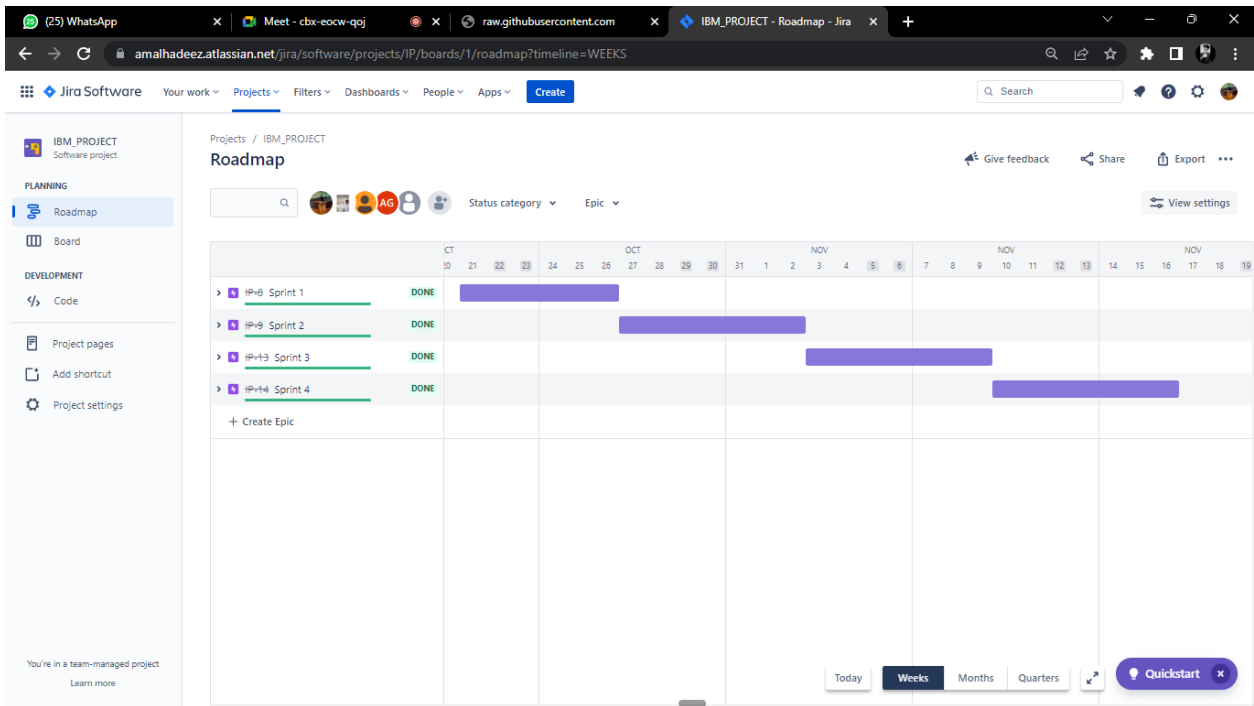 (25) WhatsApp
Meet - cbx-eocw-qoj
raw.githubusercontent.com
IBM_PROJECT - Roadmap - Jira
amalhadeez.atlassian.net/jira/software/projects/IP/boards/1/roadmap?timeline=WEEKS
Jira Software Your work Projects Filters Dashboards People Apps Create Search
IBM_PROJECT
Software project
PLANNING
Roadmap
Board
DEVELOPMENT
Code
Project pages
Add shortcut
Project settings
You're in a team-managed project
Learn more
Projects / IBM_PROJECT
Roadmap
Give feedback Share Export
AG Status category Epic View settings
OCT NOV NOV NOV
21 22 23 24 25 26 27 28 29 30 31 1 2 3 4 5 6 7 8 9 10 11 12 13 14 15 16 17 18 19
IP-8 Sprint 1 DONE
IP-9 Sprint 2 DONE
IP-13 Sprint 3 DONE
IP-14 Sprint 4 DONE
+ Create Epic
Today Weeks Months Quarters
Quickstart